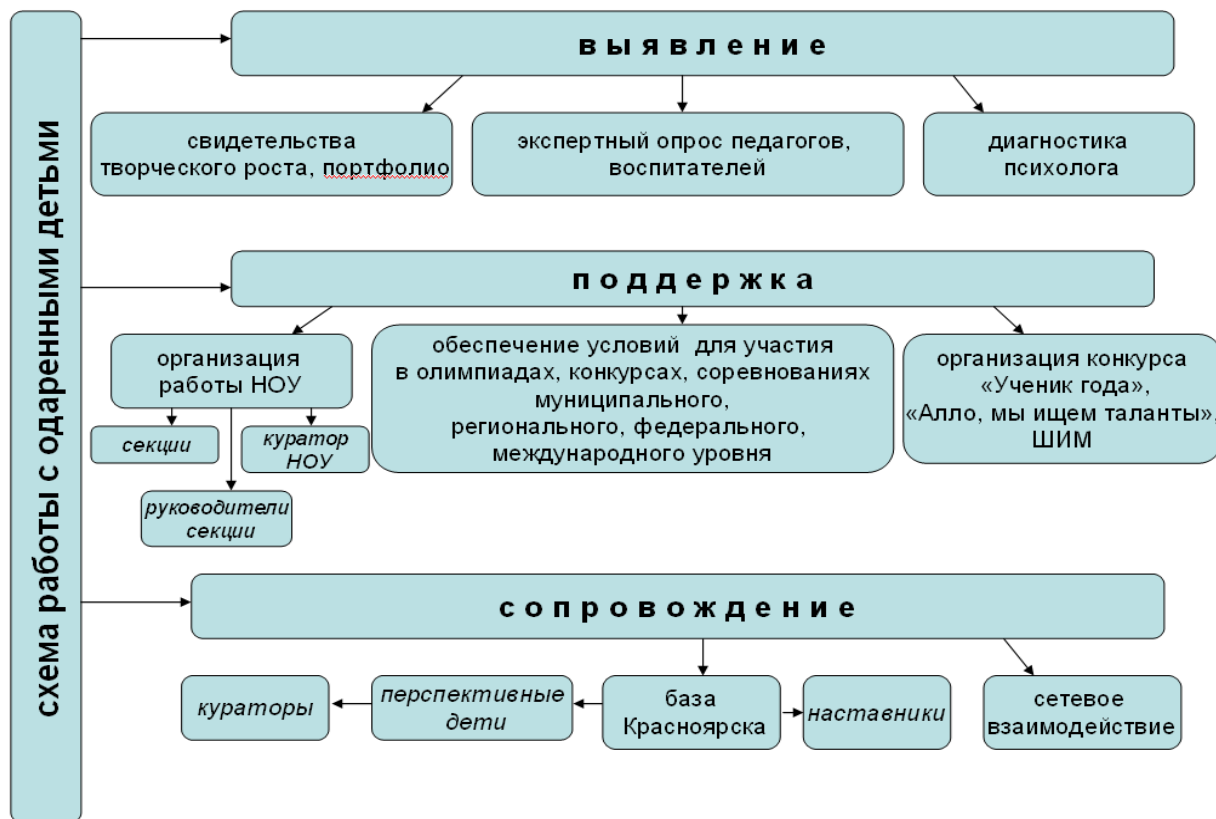 схема работы с одаренными детьми
выявление
свидетельства
творческого роста, портфолио
экспертный опрос педагогов,
воспитателей
диагностика
психолога
поддержка
организация
работы НОУ
секции
куратор
НОУ
руководители
секции
обеспечение условий для участия
в олимпиадах, конкурсах, соревнованиях
муниципального,
регионального, федерального,
международного уровня
организация конкурса
«Ученик года»,
«Алло, мы ищем таланты»,
ШИМ
сопровождение
кураторы
перспективные
дети
база
Красноярска
наставники
сетевое
взаимодействие